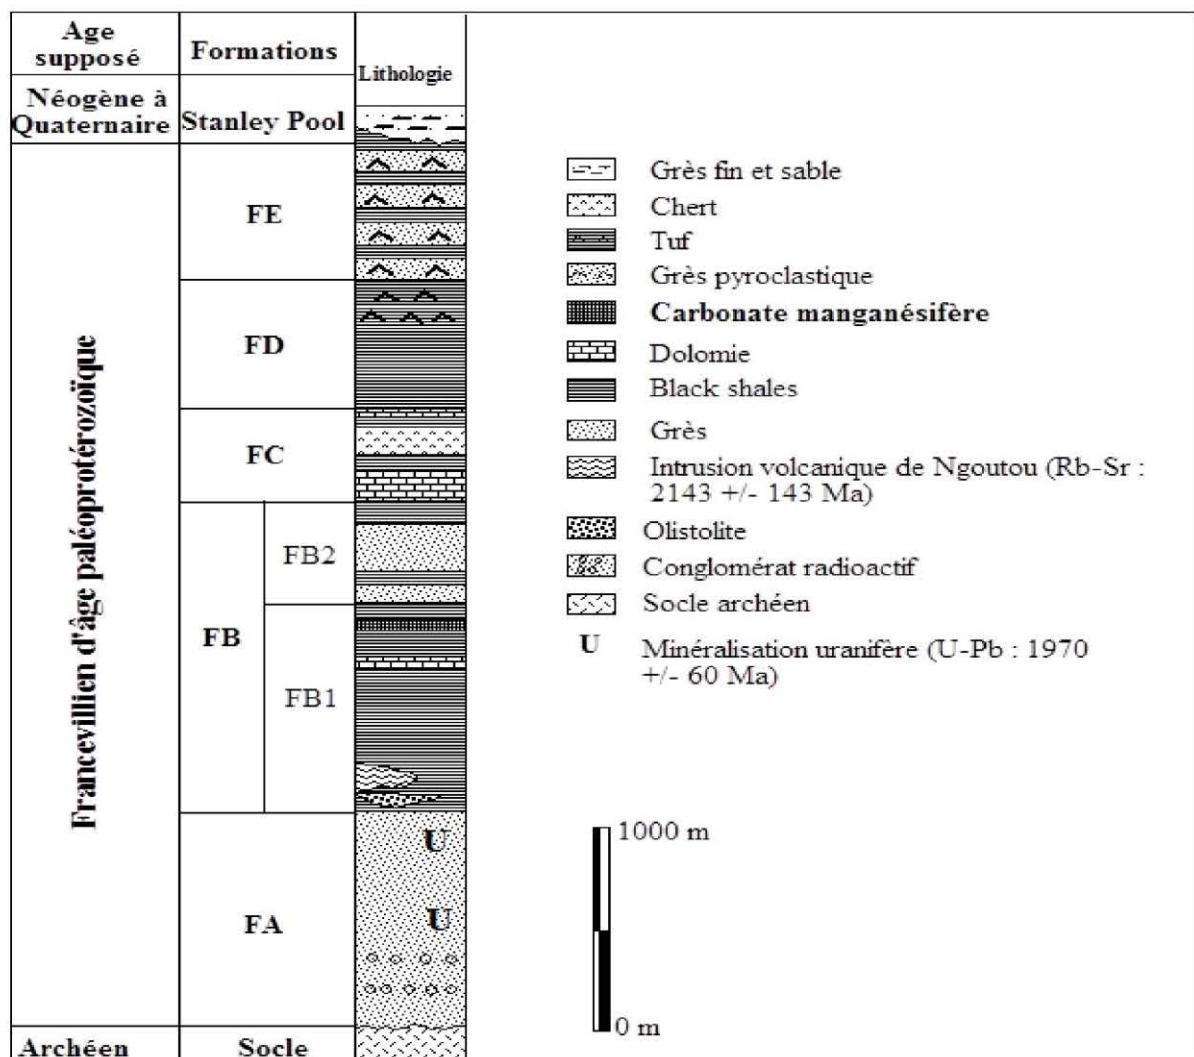 Age
supposé
Formations
Lithologie
Néogène à
Quaternaire
Stanley Pool
Francevillien d'âge paléoprotérozoïque
FE
FD
FC
FB
FB2
FB1
FA
U
U
Archéen
Socle
Grès fin et sable
Chert
Tuf
Grès pyroclastique
Carbonate manganésifère
Dolomie
Black shales
Grès
Intrusion volcanique de Ngoutou (Rb-Sr :
2143 +/- 143 Ma)
Olistolite
Conglomérat radioactif
Socle archéen
U Minéralisation uranifère (U-Pb : 1970
+/- 60 Ma)
1000 m
0 m